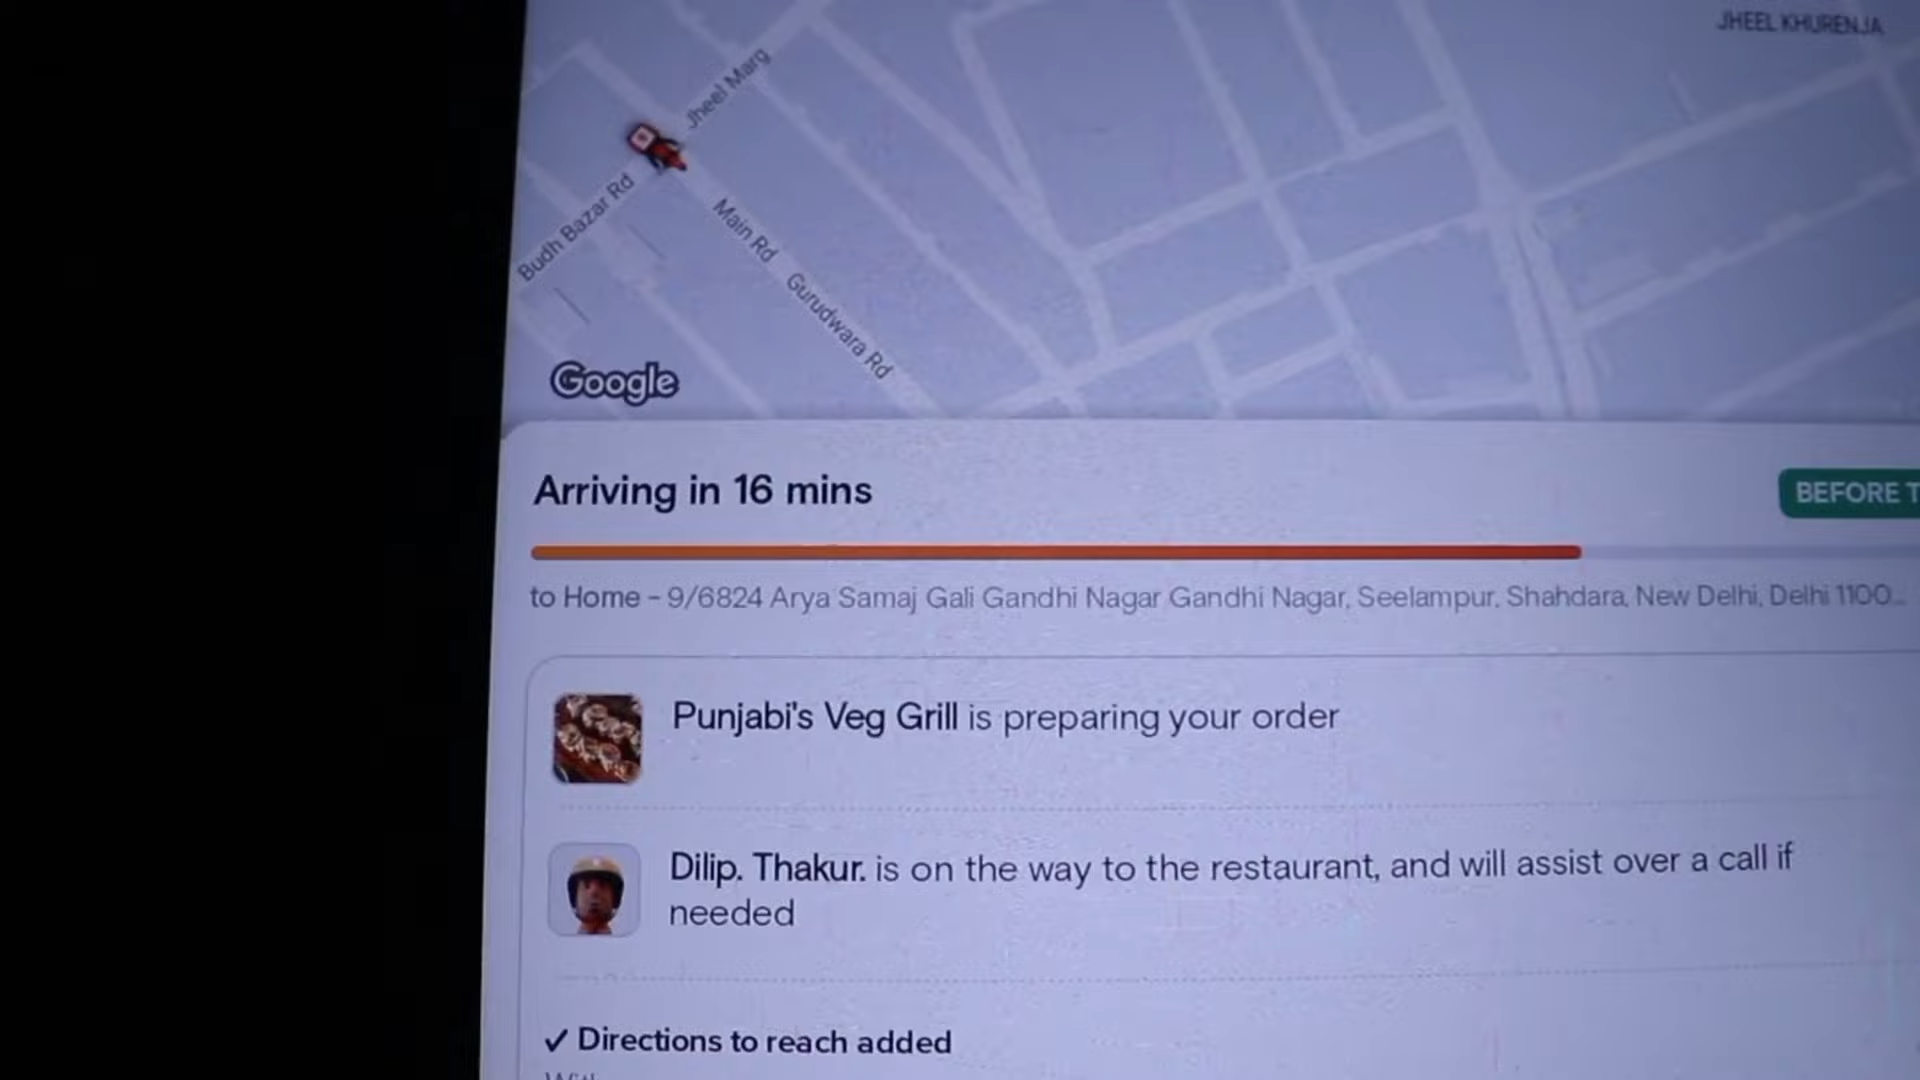 JHEEL KHURENJA
Jheel Marg
Budh Bazar Rd
Main Rd
Gurudwara Rd
Google
Arriving in 16 mins
BEFORE T
to Home – 9/6824 Arya Samaj Gali Gandhi Nagar Gandhi Nagar, Seelampur, Shahdara, New Delhi, Delhi 1100...
Punjabi's Veg Grill is preparing your order
Dilip. Thakur. is on the way to the restaurant, and will assist over a call if
needed
✓ Directions to reach added